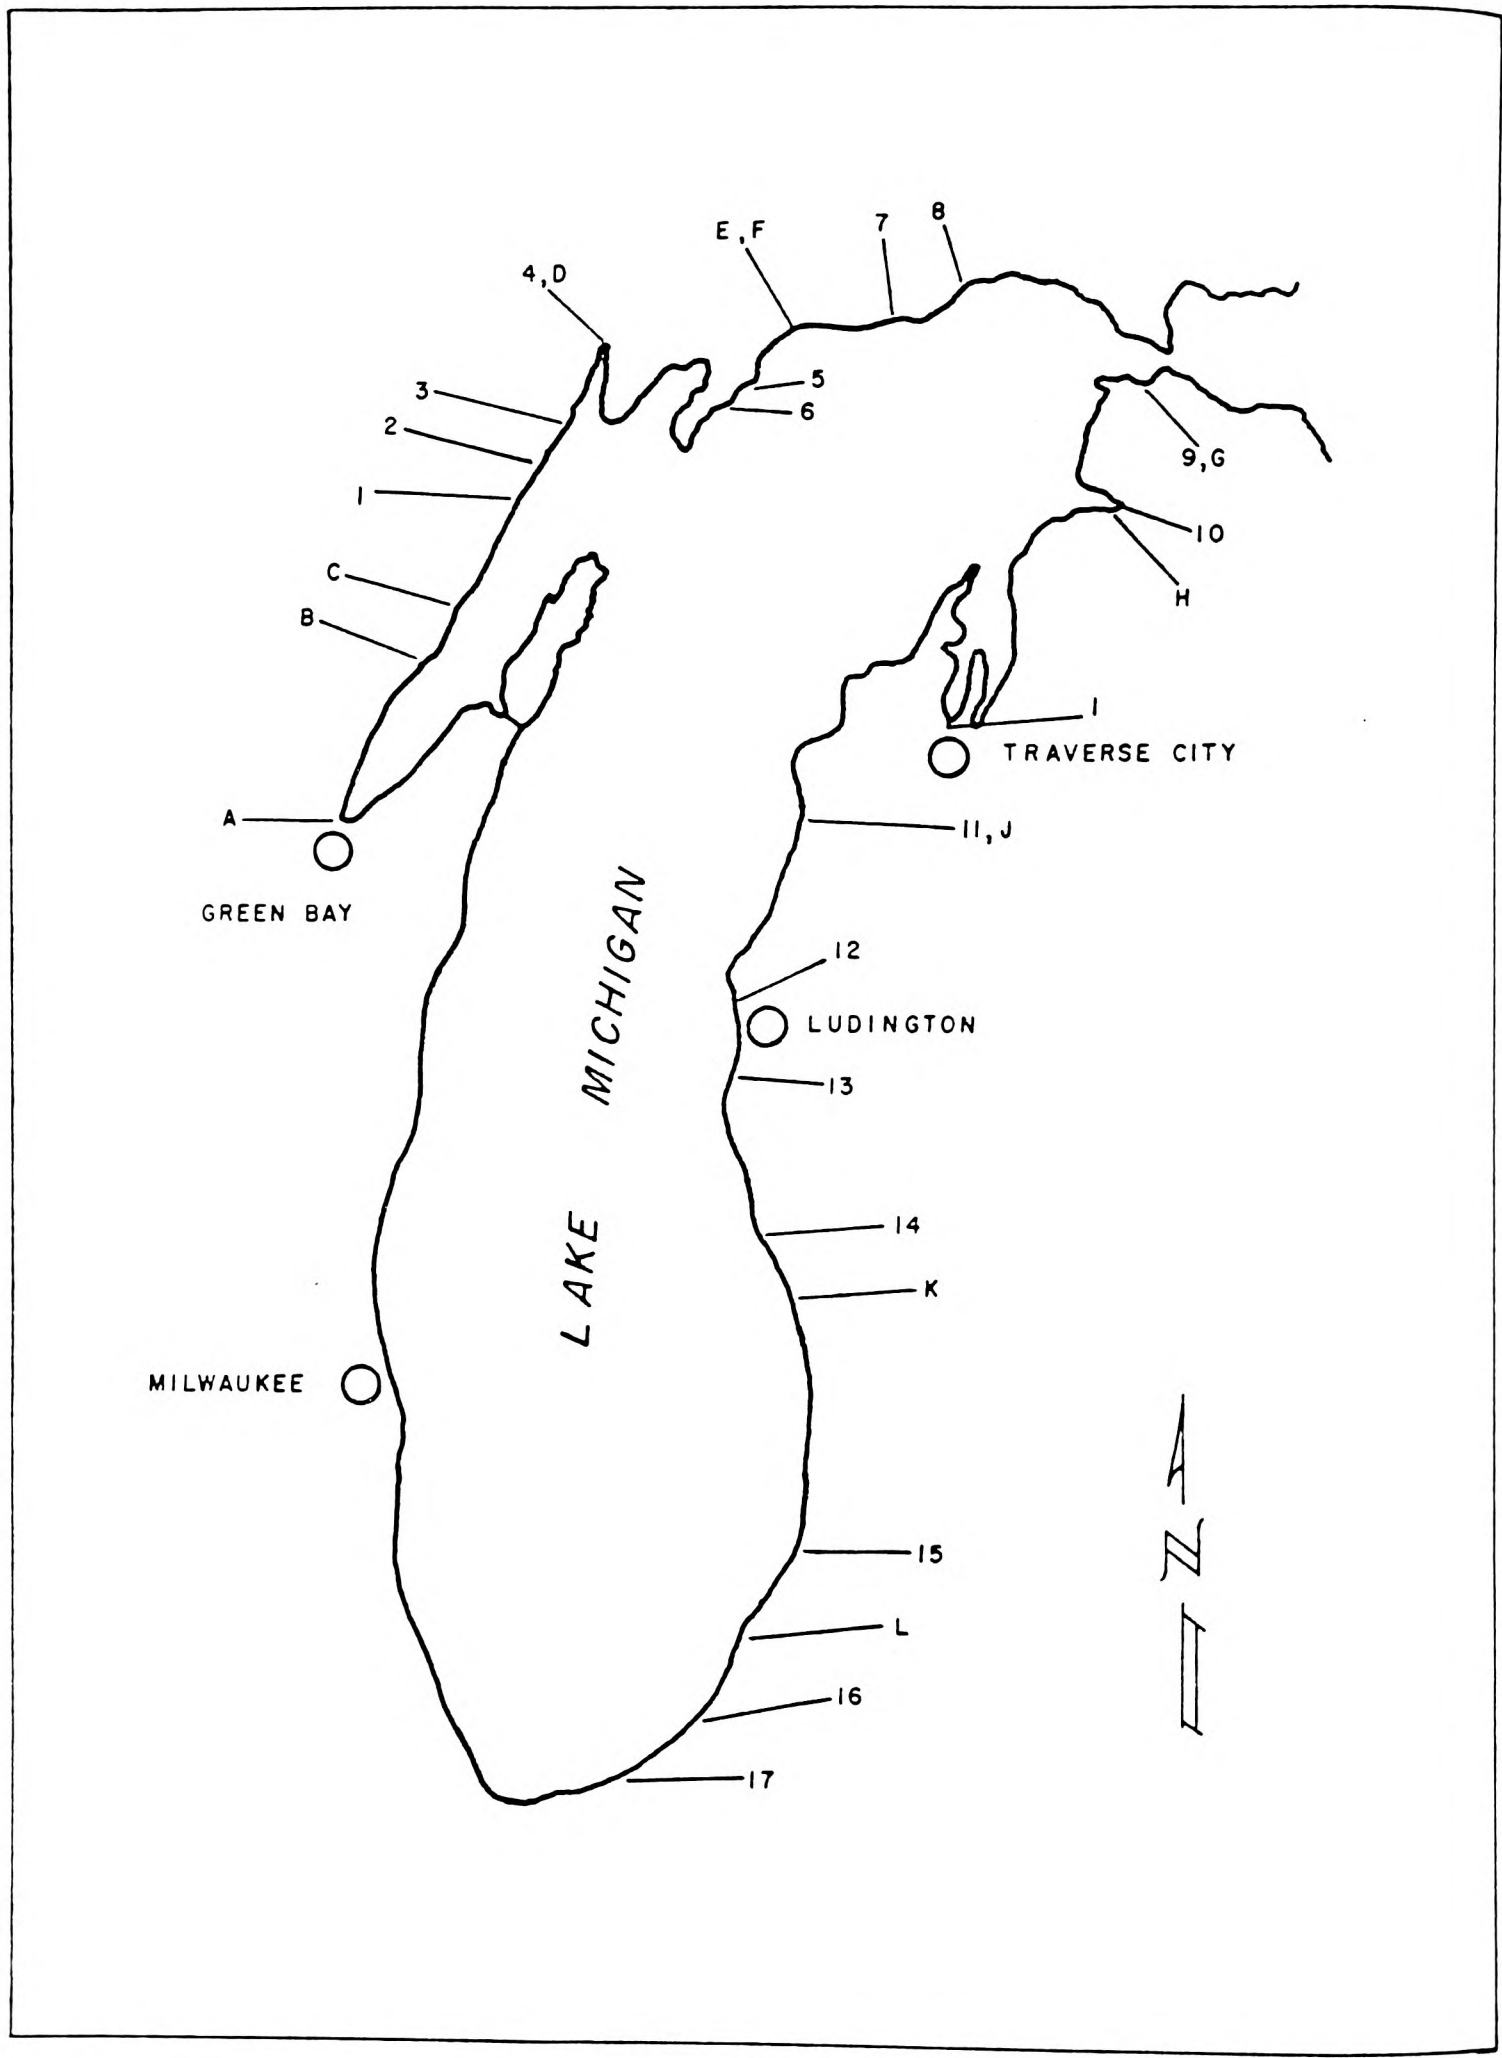 8
7
E, F
4, D
3
5
2
6
9, G
1
10
C
H
B
I
TRAVERSE CITY
A
11, J
GREEN BAY
12
LUDINGTON
LAKE MICHIGAN
13
14
K
MILWAUKEE
N
15
L
16
17